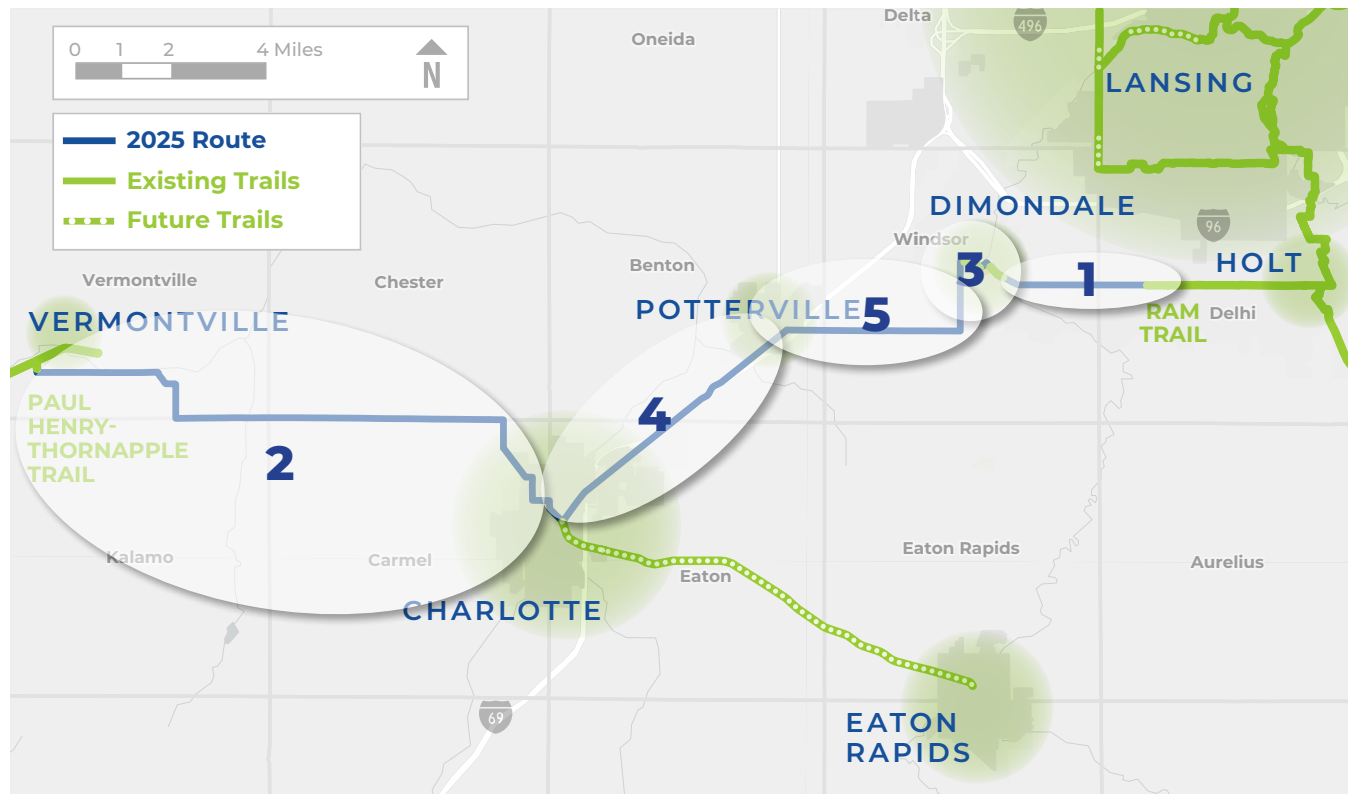 0 1 2 4 Miles
N
2025 Route
Existing Trails
Future Trails
Delta
496
Oneida
LANSING
DIMONDALE
96
Windsor
HOLT
Vermontville
Chester
Benton
3
1
VERMONTVILLE
POTTERVILLE
5
RAM
TRAIL
Delhi
PAUL
HENRY-
THORNAPPLE
TRAIL
4
2
Kalamo
Carmel
Eaton
Eaton Rapids
Aurelius
CHARLOTTE
69
EATON
RAPIDS